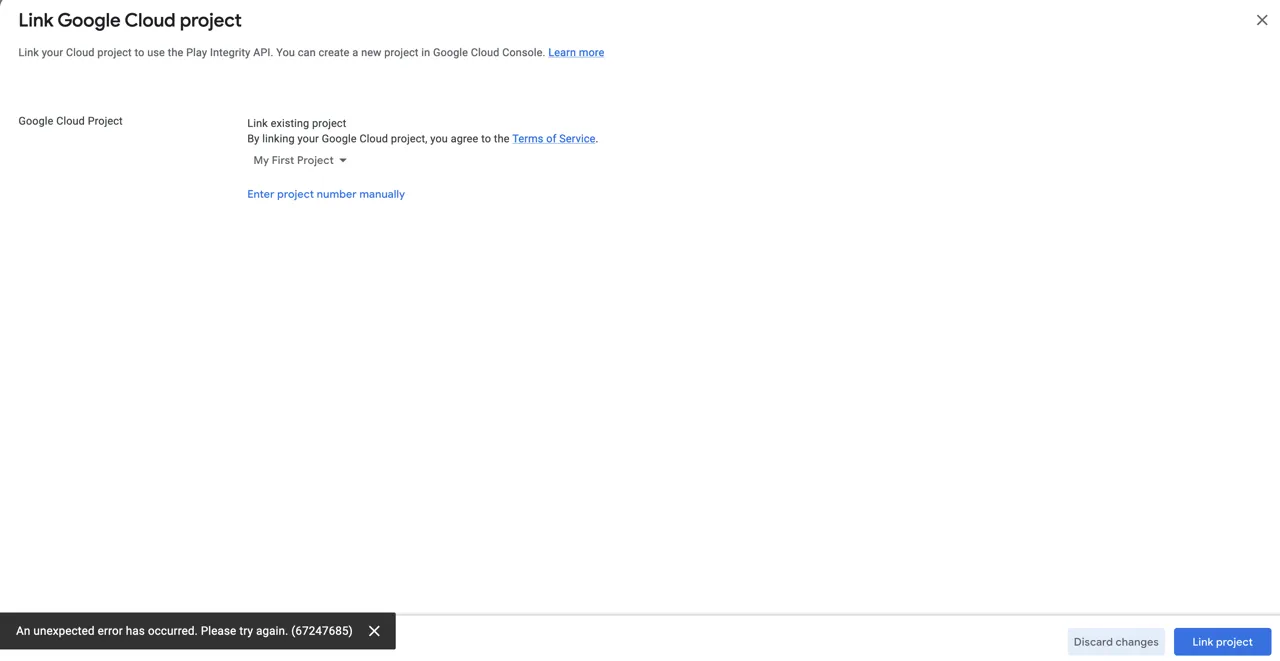 Link Google Cloud project
Link your Cloud project to use the Play Integrity API. You can create a new project in Google Cloud Console. Learn more
Google Cloud Project
Link existing project
By linking your Google Cloud project, you agree to the Terms of Service.
My First Project
Enter project number manually
An unexpected error has occurred. Please try again. (67247685)
Discard changes
Link project